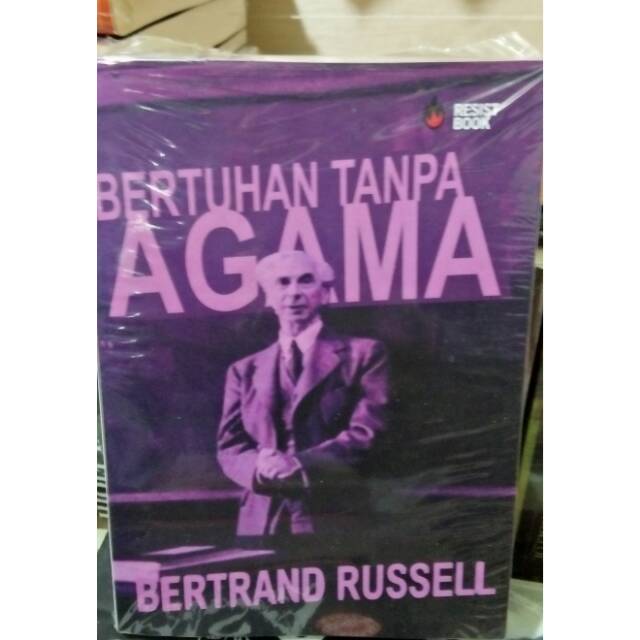 RESIST
BOOK
BERTUHAN TANPA
AGAMA
BERTRAND RUSSELL